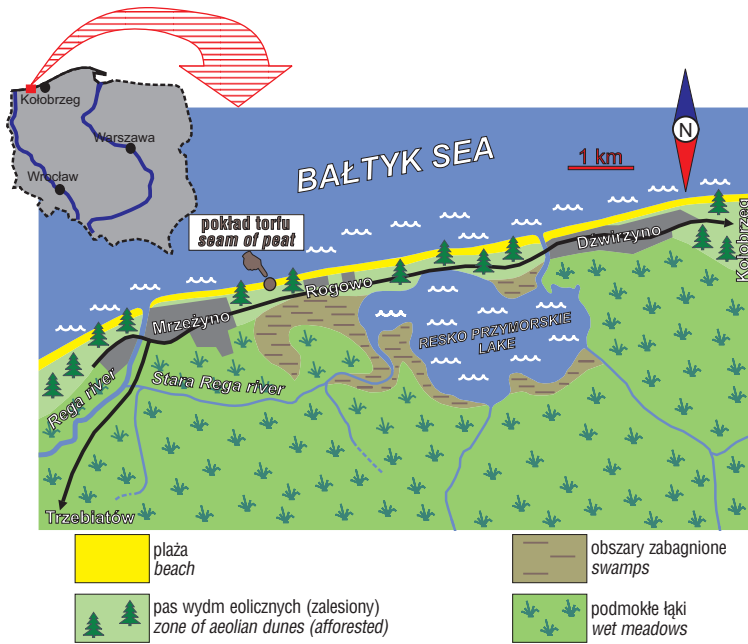 Kołobrzeg
Warszawa
Wrocław
N
BAŁTYK SEA
1 km
pokład torfu
seam of peat
Kołobrzeg
Dźwirzyno
Rogowo
Mrzeżyno
RESKO PRZYMORSKIE
LAKE
Stara Rega river
Rega river
Trzebiatów
plaża
beach
obszary zabagnione
swamps
pas wydm eolicznych (zalesiony)
zone of aeolian dunes (afforested)
podmokłe łąki
wet meadows